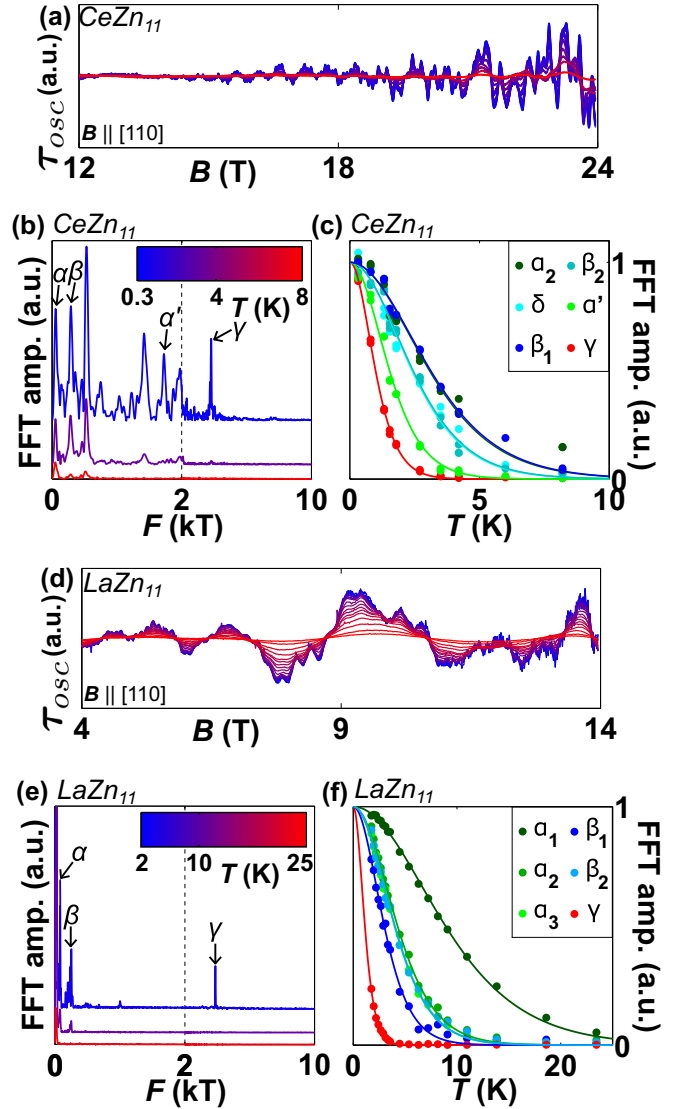 (a) CeZn11
τosc (a.u.)
B || [110]
12 18 24
B (T)
(b) CeZn11
FFT amp. (a.u.)
α β α' γ
0.3 4 8
T (K)
0 2 10
F (kT)
(c) CeZn11
α2 β2
δ α'
β1 γ
1
0
FFT amp. (a.u.)
0 5 10
T (K)
(d) LaZn11
τosc (a.u.)
B || [110]
4 9 14
B (T)
(e) LaZn11
FFT amp. (a.u.)
α
β
γ
2 10 25
T (K)
0 2 10
F (kT)
(f) LaZn11
α1 β1
α2 β2
α3 γ
1
0
FFT amp. (a.u.)
0 10 20
T (K)